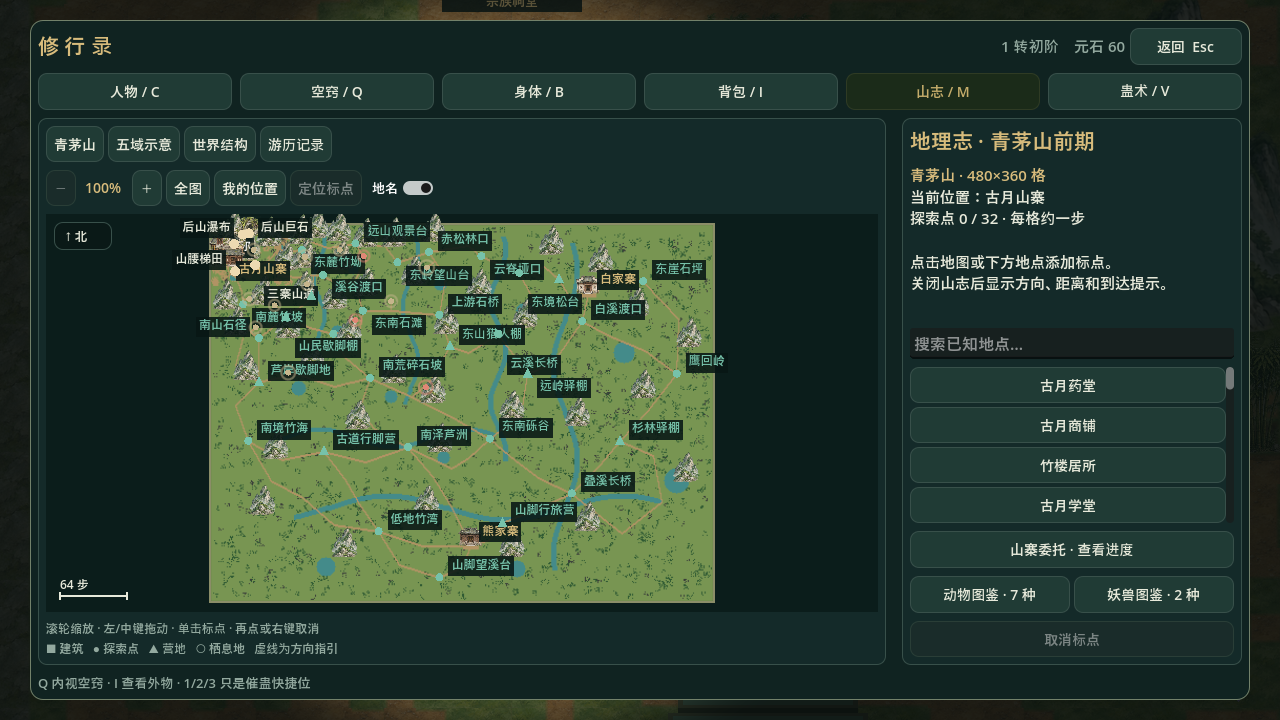 宗族祠堂
修行录
1 转初阶 元石 60 返回 Esc
人物 / C 空窍 / Q 身体 / B 背包 / I 山志 / M 蛊术 / V
青茅山 五域示意 世界结构 游历记录
− 100% + 全图 我的位置 定位标点 地名
↑ 北
后山瀑布
后山巨石
远山观景台
赤松林口
山腰梯田
古月山寨
东麓竹坳
东岭望山台
云脊垭口
白家寨
东崖石坪
三寨山道
溪谷渡口
上游石桥
东境松台
白溪渡口
南山石径
南麓
坡
东南石滩
东山猎人棚
山民歇脚棚
南荒碎石坡
云溪长桥
鹰回岭
歇脚地
远岭驿棚
南境竹海
古道行脚营
南泽芦洲
东南砾谷
杉林驿棚
叠溪长桥
低地竹湾
山脚行旅营
熊家寨
山脚望溪台
64 步
滚轮缩放 · 左/中键拖动 · 单击标点 · 再点或右键取消
■ 建筑 ● 探索点 ▲ 营地 ○ 栖息地 虚线为方向指引
地理志 · 青茅山前期
青茅山 · 480×360 格
当前位置：古月山寨
探索点 0 / 32 · 每格约一步
点击地图或下方地点添加标点。
关闭山志后显示方向、距离和到达提示。
搜索已知地点…
古月药堂
古月商铺
竹楼居所
古月学堂
山寨委托 · 查看进度
动物图鉴 · 7 种 妖兽图鉴 · 2 种
取消标点
Q 内视空窍 · I 查看外物 · 1/2/3 只是催蛊快捷位